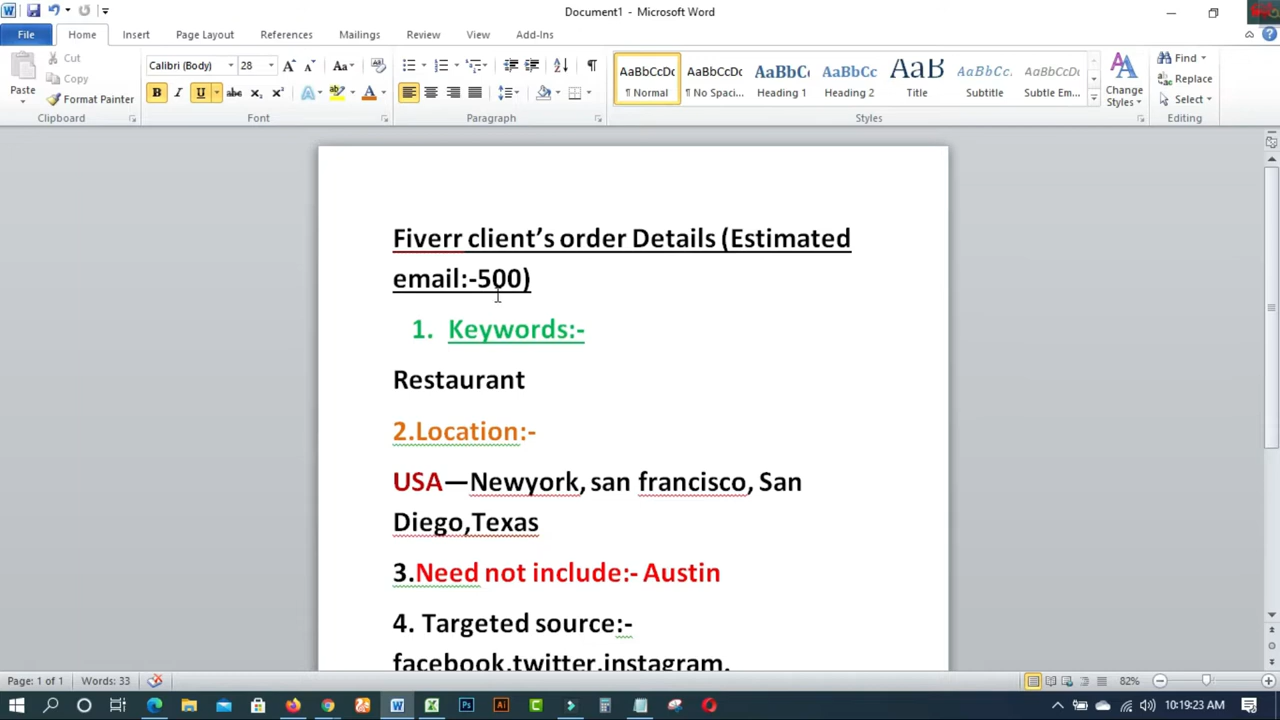 Document1 - Microsoft Word
File Home Insert Page Layout References Mailings Review View Add-Ins
Paste
Cut
Copy
Format Painter
Clipboard
Calibri (Body) 28
Font
Paragraph
AaBbCcDc AaBbCcDc AaBbC AaBbCc AaB AaBbCcI AaBbCcDc
¶ Normal ¶ No Spaci... Heading 1 Heading 2 Title Subtitle Subtle Em...
Styles
Change Styles
Find
Replace
Select
Editing
Fiverr client’s order Details (Estimated
email:-500)
1. Keywords:-
Restaurant
2.Location:-
USA—Newyork, san francisco, San
Diego,Texas
3.Need not include:- Austin
4. Targeted source:-
facebook,twitter,instagram.
Page: 1 of 1 Words: 33 82%
10:19:23 AM